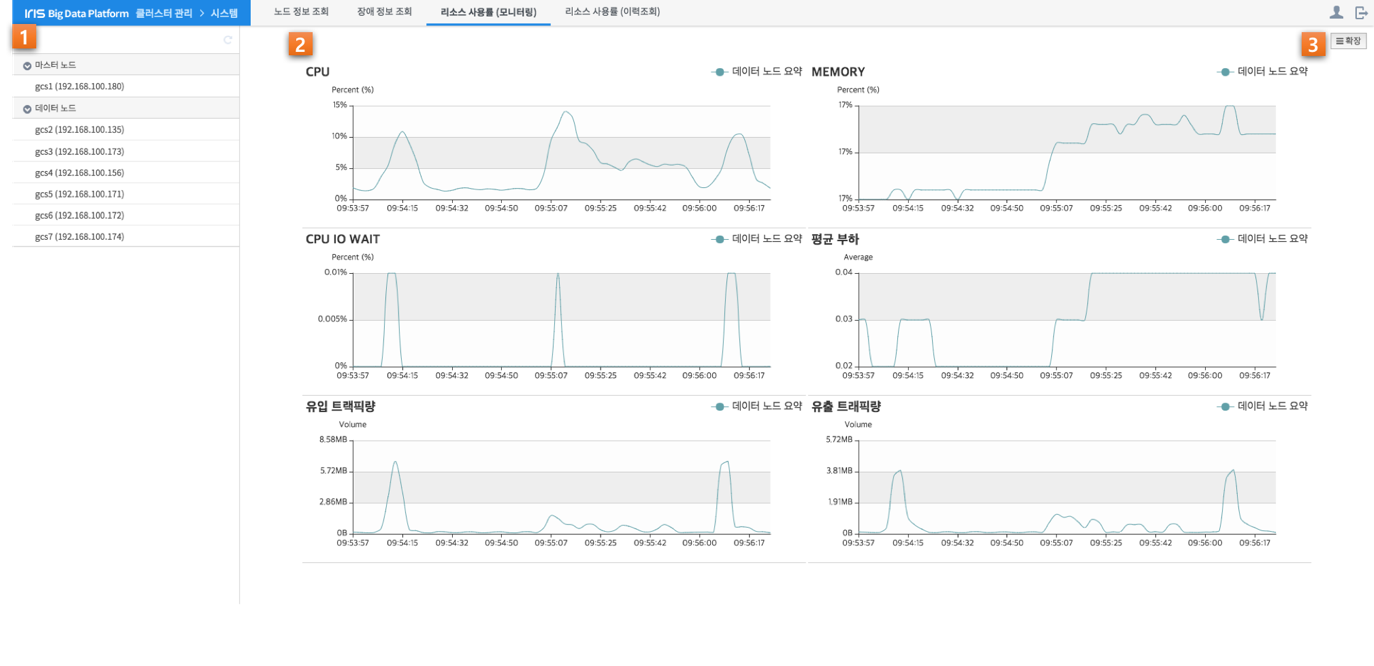 IRIS Big Data Platform 클러스터 관리 > 시스템
노드 정보 조회 장애 정보 조회 리소스 사용률 (모니터링) 리소스 사용률 (이력조회)
1
2
3
확장
마스터 노드
gcs1 (192.168.100.180)
데이터 노드
gcs2 (192.168.100.135)
gcs3 (192.168.100.173)
gcs4 (192.168.100.156)
gcs5 (192.168.100.171)
gcs6 (192.168.100.172)
gcs7 (192.168.100.174)
CPU 데이터 노드 요약
Percent (%)
15%
10%
5%
0%
09:53:57 09:54:15 09:54:32 09:54:50 09:55:07 09:55:25 09:55:42 09:56:00 09:56:17
MEMORY 데이터 노드 요약
Percent (%)
17%
17%
17%
09:53:57 09:54:15 09:54:32 09:54:50 09:55:07 09:55:25 09:55:42 09:56:00 09:56:17
CPU IO WAIT 데이터 노드 요약
Percent (%)
0.01%
0.005%
0%
09:53:57 09:54:15 09:54:32 09:54:50 09:55:07 09:55:25 09:55:42 09:56:00 09:56:17
평균 부하 데이터 노드 요약
Average
0.04
0.03
0.02
09:53:57 09:54:15 09:54:32 09:54:50 09:55:07 09:55:25 09:55:42 09:56:00 09:56:17
유입 트랙픽량 데이터 노드 요약
Volume
8.58MB
5.72MB
2.86MB
0B
09:53:57 09:54:15 09:54:32 09:54:50 09:55:07 09:55:25 09:55:42 09:56:00 09:56:17
유출 트래픽량 데이터 노드 요약
Volume
5.72MB
3.81MB
1.91MB
0B
09:53:57 09:54:15 09:54:32 09:54:50 09:55:07 09:55:25 09:55:42 09:56:00 09:56:17